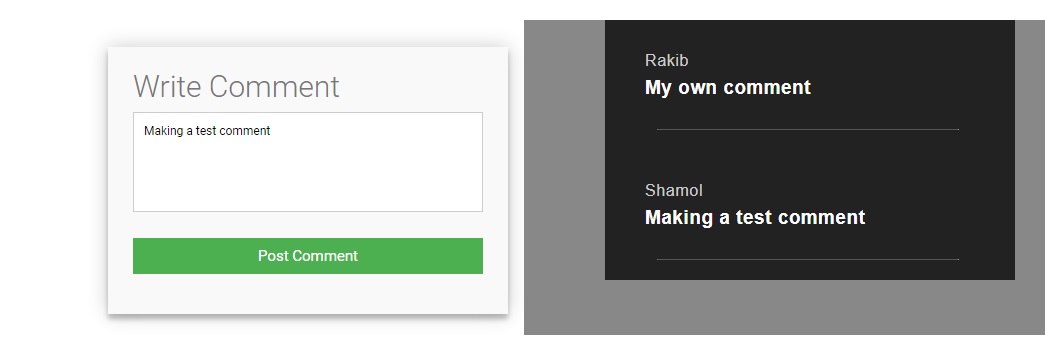 Write Comment
Making a test comment
Post Comment
Rakib
My own comment
Shamol
Making a test comment